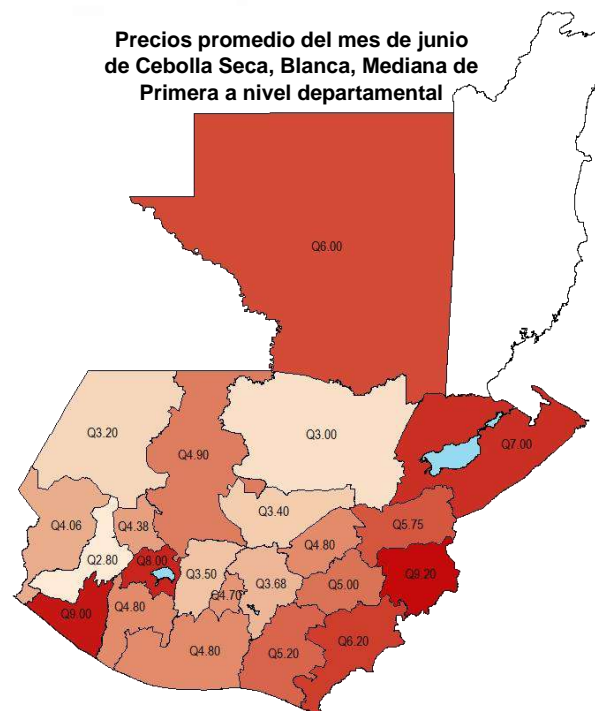 Precios promedio del mes de junio
de Cebolla Seca, Blanca, Mediana de
Primera a nivel departamental
Q6.00
Q3.20
Q4.90
Q3.00
Q7.00
Q3.40
Q4.06
Q4.38
Q4.80
Q5.75
Q2.80
Q8.00
Q3.50
Q4.70
Q3.68
Q5.00
Q9.20
Q9.00
Q4.80
Q4.80
Q5.20
Q6.20